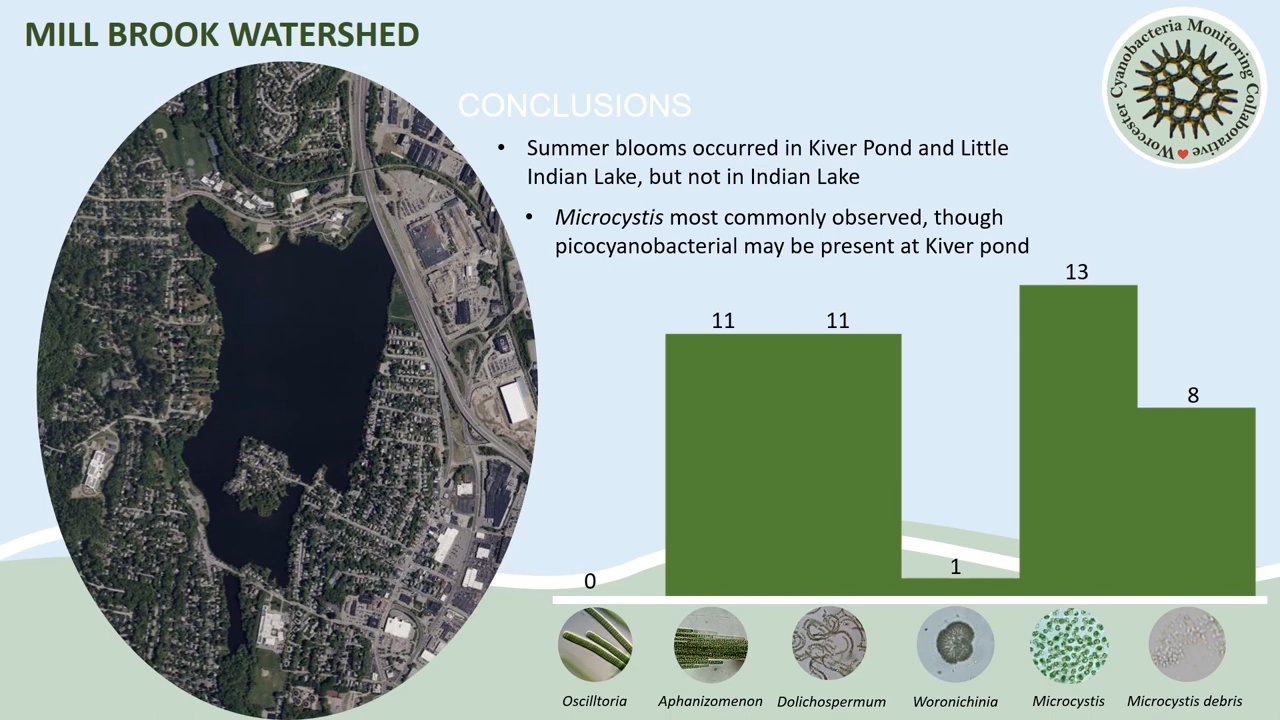 MILL BROOK WATERSHED
Worcester Cyanobacteria Monitoring Collaborative
CONCLUSIONS
• Summer blooms occurred in Kiver Pond and Little
Indian Lake, but not in Indian Lake
• Microcystis most commonly observed, though
picocyanobacterial may be present at Kiver pond
0
11
11
1
13
8
Oscilltoria
Aphanizomenon
Dolichospermum
Woronichinia
Microcystis
Microcystis debris